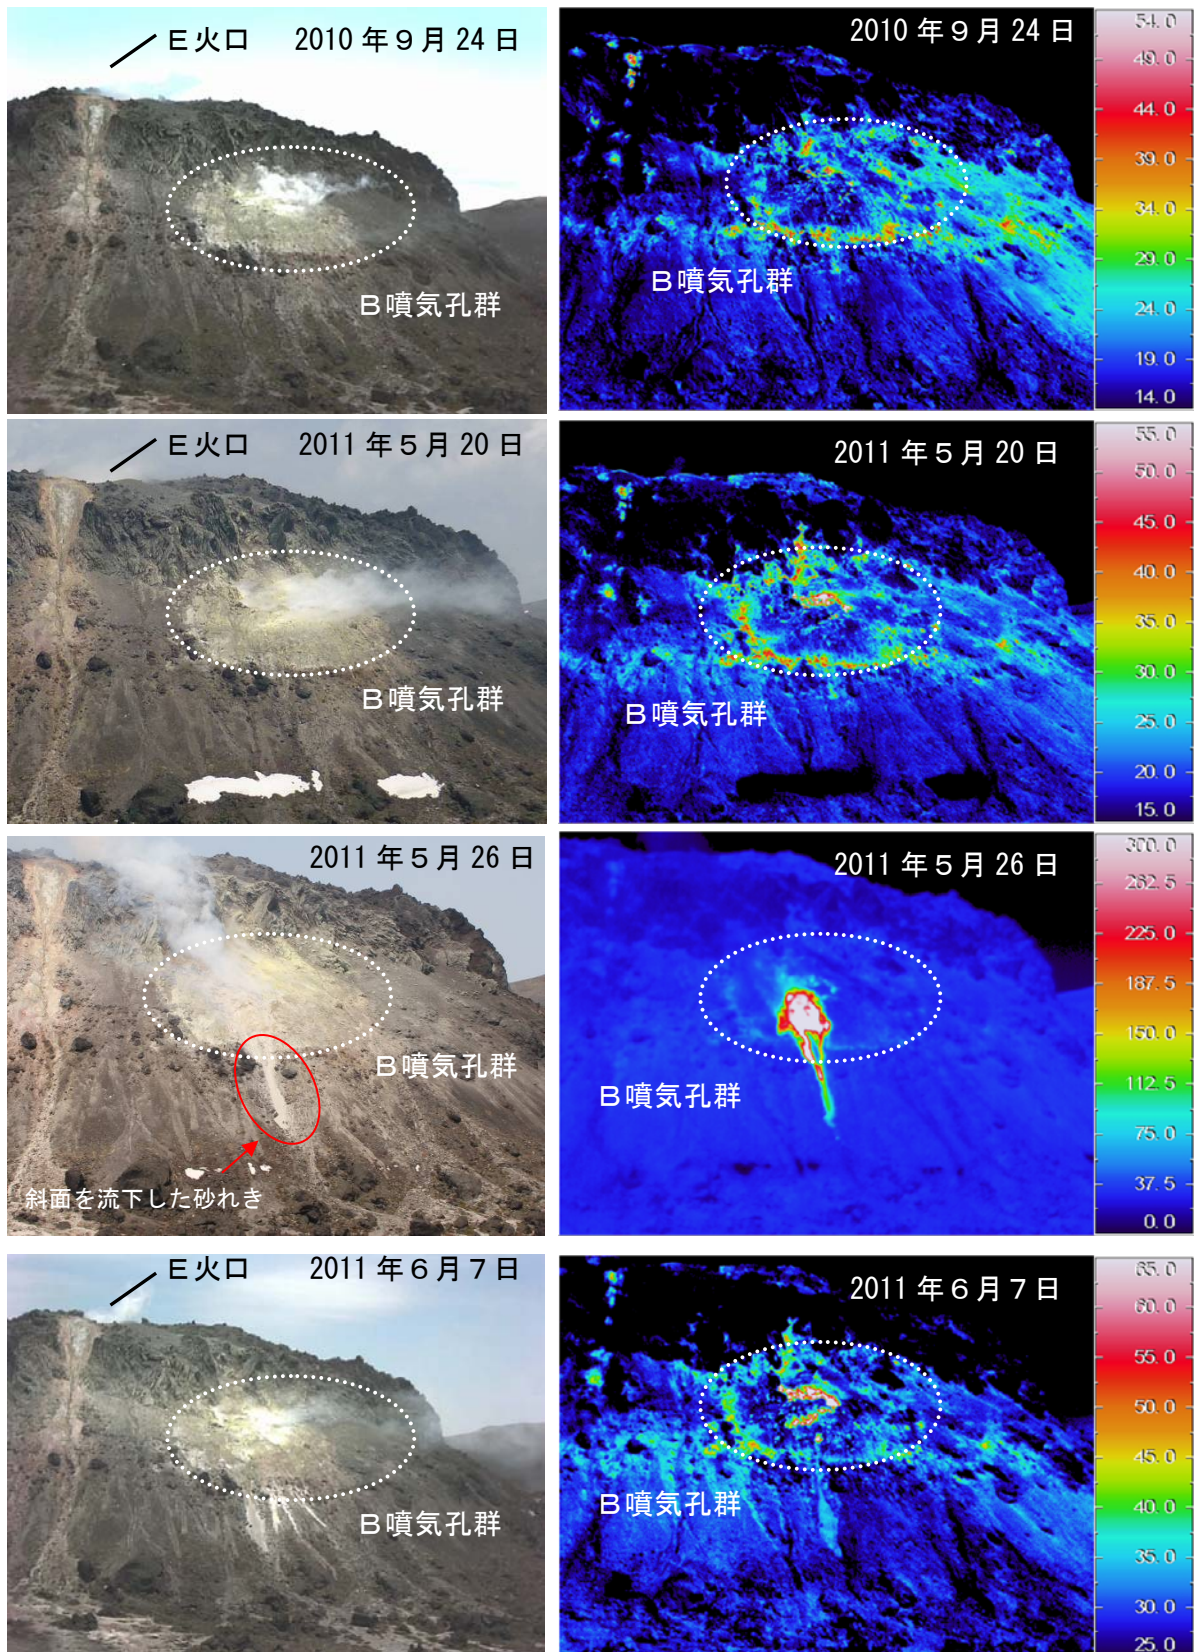 E火口 2010年9月24日
B噴気孔群
2010年9月24日
B噴気孔群
54.0
49.0
44.0
39.0
34.0
29.0
24.0
19.0
14.0
E火口 2011年5月20日
B噴気孔群
2011年5月20日
B噴気孔群
55.0
50.0
45.0
40.0
35.0
30.0
25.0
20.0
15.0
2011年5月26日
B噴気孔群
斜面を流下した砂れき
2011年5月26日
B噴気孔群
300.0
262.5
225.0
187.5
150.0
112.5
75.0
37.5
0.0
E火口 2011年6月7日
B噴気孔群
2011年6月7日
B噴気孔群
65.0
60.0
55.0
50.0
45.0
40.0
35.0
30.0
25.0